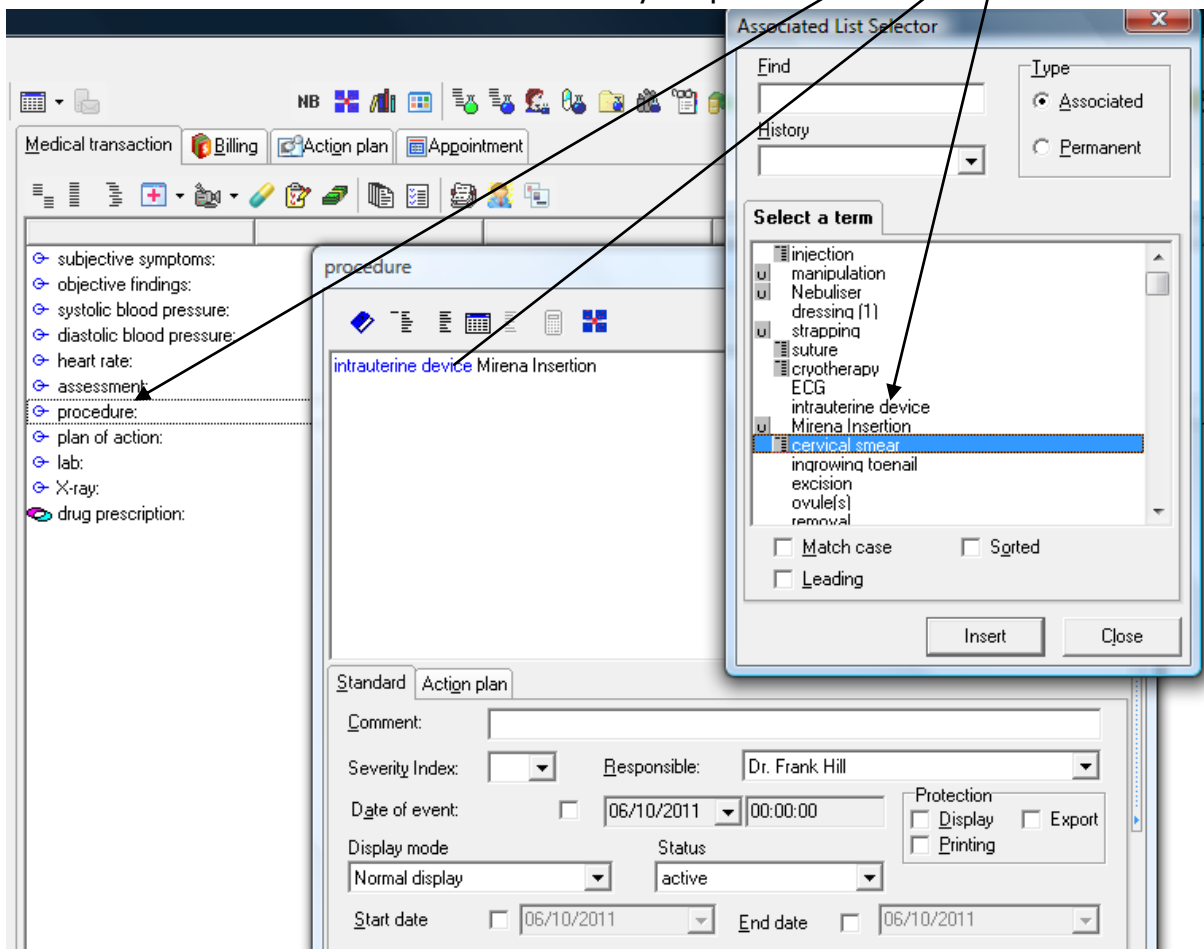 Associated List Selector
Find
Type
Associated
History
Permanent
NB
Medical transaction Billing Action plan Appointment
Select a term
injection
u manipulation
u Nebuliser
dressing (1)
u strapping
suture
cryotherapy
ECG
intrauterine device
u Mirena Insertion
cervical smear
ingrowing toenail
excision
ovule(s)
removal
Match case Sorted
Leading
Insert Close
subjective symptoms:
objective findings:
systolic blood pressure:
diastolic blood pressure:
heart rate:
assessment:
procedure:
plan of action:
lab:
X-ray:
drug prescription:
procedure
intrauterine device Mirena Insertion
Standard Action plan
Comment:
Severity Index: Responsible: Dr. Frank Hill
Date of event: 06/10/2011 00:00:00
Protection
Display Export
Printing
Display mode Status
Normal display active
Start date 06/10/2011 End date 06/10/2011